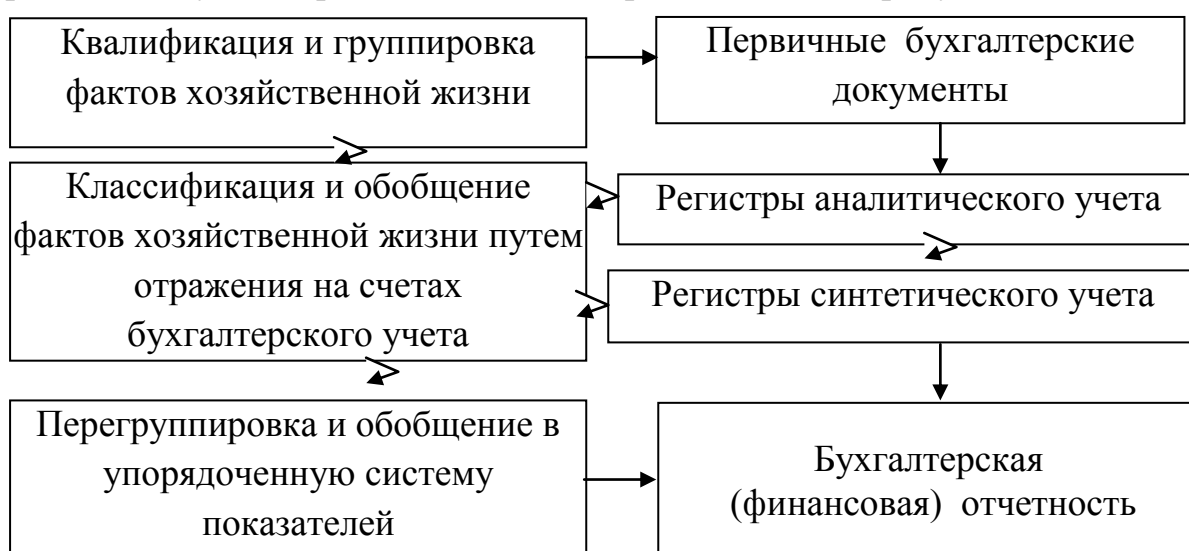 Квалификация и группировка
фактов хозяйственной жизни
Первичные бухгалтерские
документы
Классификация и обобщение
фактов хозяйственной жизни путем
отражения на счетах
бухгалтерского учета
Регистры аналитического учета
Регистры синтетического учета
Перегруппировка и обобщение в
упорядоченную систему
показателей
Бухгалтерская
(финансовая) отчетность